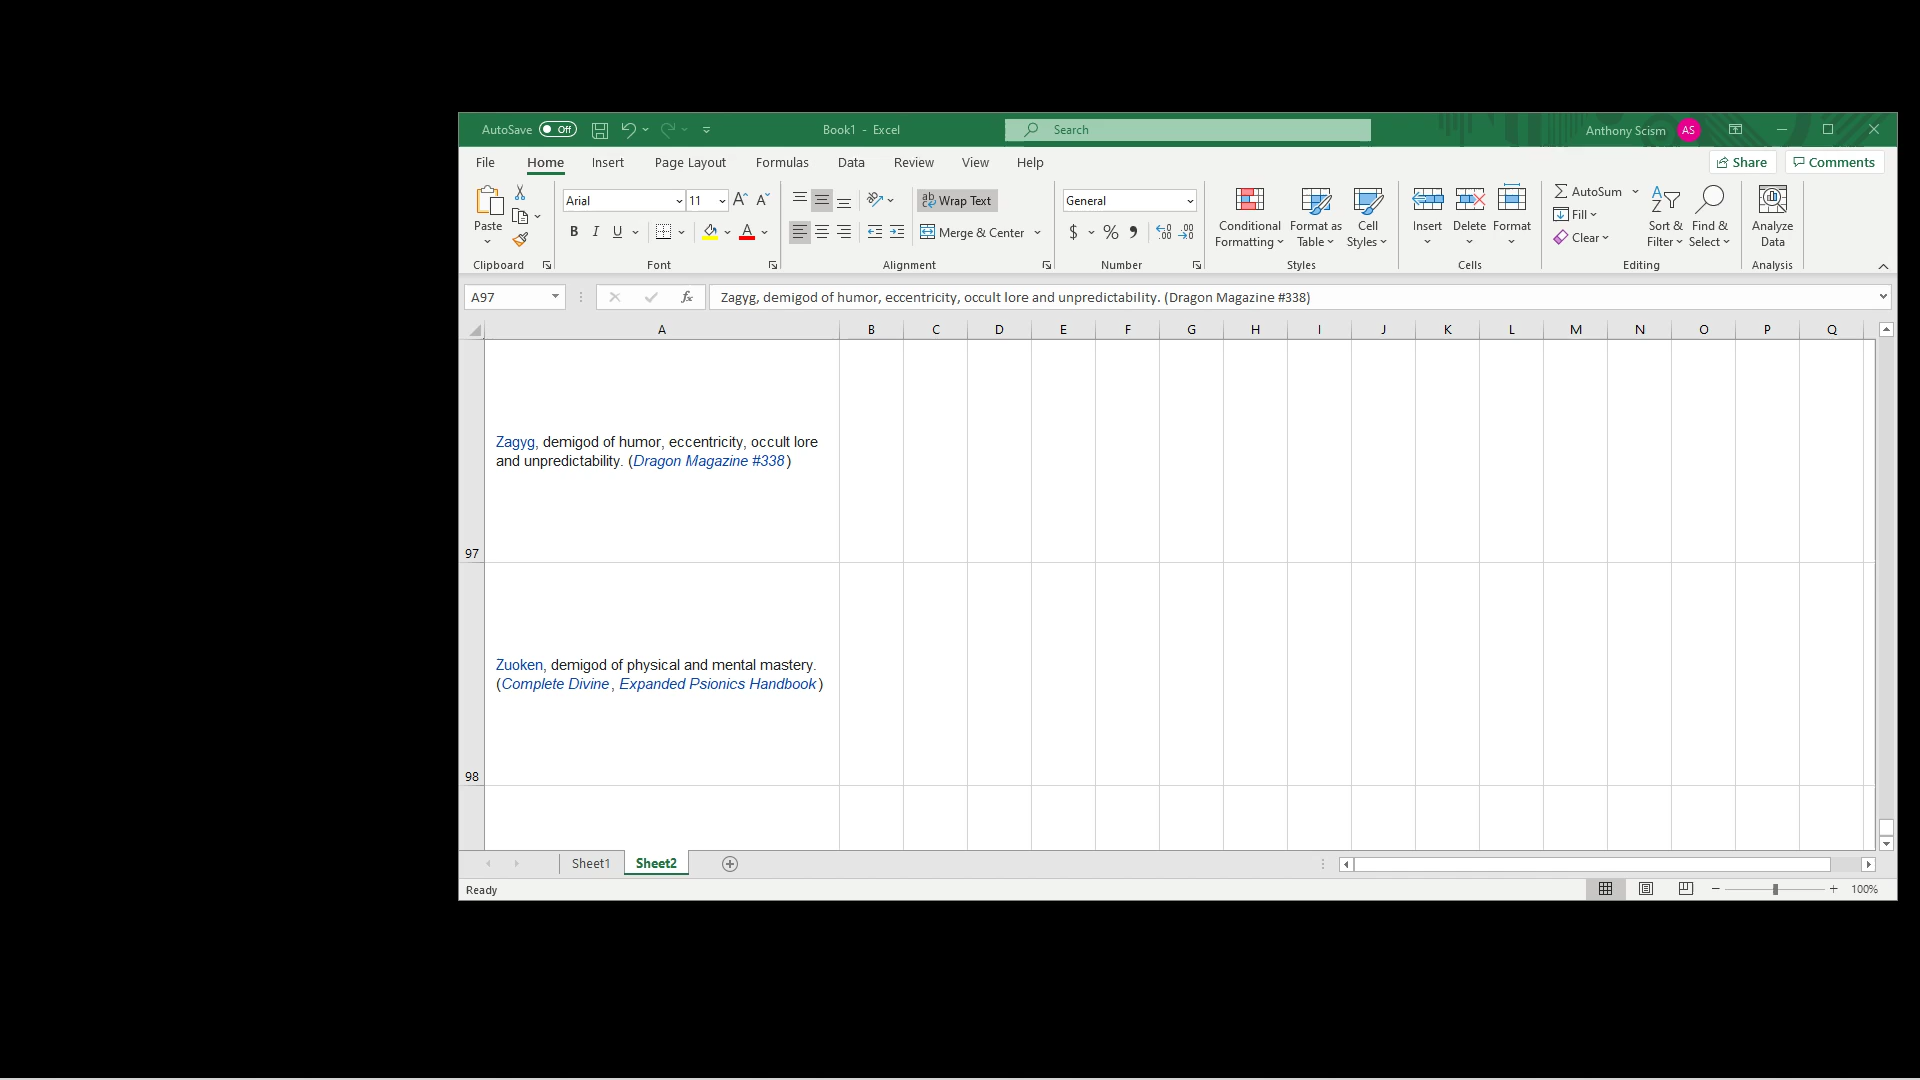 AutoSave Off Book1 - Excel Search Anthony Scism AS
File Home Insert Page Layout Formulas Data Review View Help Share Comments
Paste Arial 11 Wrap Text General Conditional Formatting Format as Table Cell Styles Insert Delete Format AutoSum Sort & Filter Find & Select Analyze Data
B I U A Merge & Center $ % Fill
Clear
Clipboard Font Alignment Number Styles Cells Editing Analysis
A97 fx Zagyg, demigod of humor, eccentricity, occult lore and unpredictability. (Dragon Magazine #338)
A B C D E F G H I J K L M N O P Q
Zagyg, demigod of humor, eccentricity, occult lore
and unpredictability. (Dragon Magazine #338)
97
Zuoken, demigod of physical and mental mastery.
(Complete Divine, Expanded Psionics Handbook)
98
Sheet1 Sheet2
Ready 100%